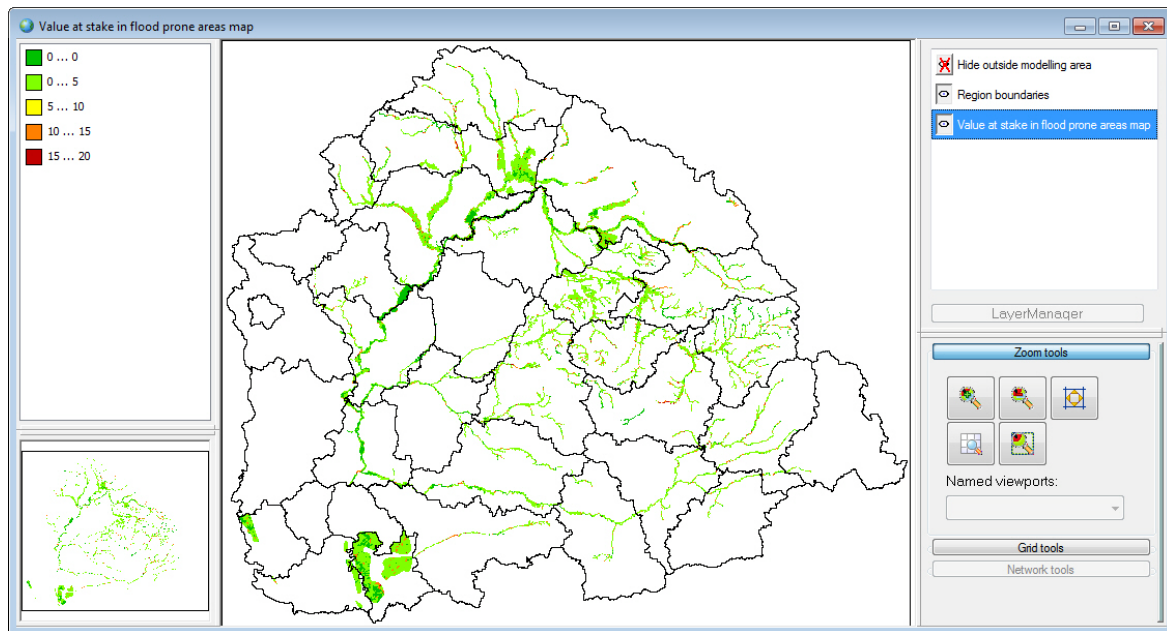 Value at stake in flood prone areas map
0 ... 0
0 ... 5
5 ... 10
10 ... 15
15 ... 20
Hide outside modelling area
Region boundaries
Value at stake in flood prone areas map
LayerManager
Zoom tools
Named viewports:
Grid tools
Network tools